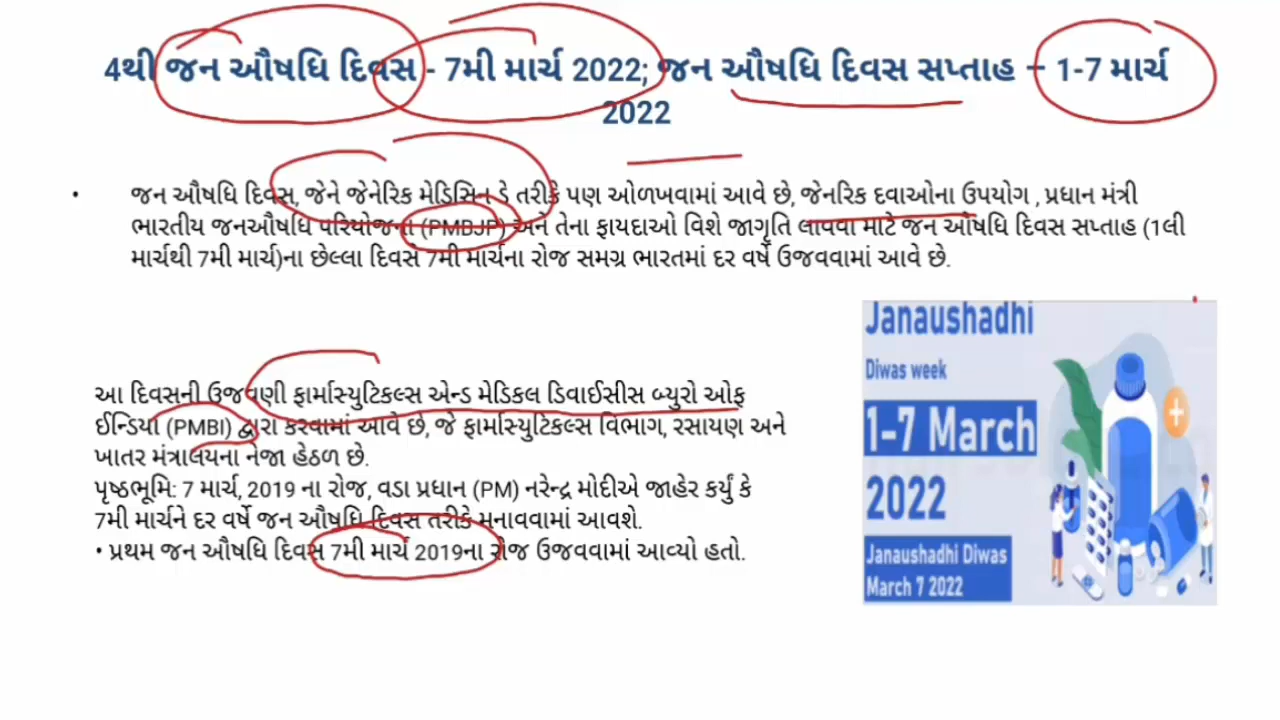 4થી જન ઔષધિ દિવસ - 7મી માર્ચ 2022; જન ઔષધિ દિવસ સપ્તાહ – 1-7 માર્ચ
2022
• જન ઔષધિ દિવસ, જેને જેનેરિક મેડિસિન ડે તરીકે પણ ઓળખવામાં આવે છે, જેનરિક દવાઓના ઉપયોગ , પ્રધાન મંત્રી
ભારતીય જનઔષધિ પરિયોજના (PMBJP) અને તેના ફાયદાઓ વિશે જાગૃતિ લાવવા માટે જન ઔષધિ દિવસ સપ્તાહ (1લી
માર્ચથી 7મી માર્ચ)ના છેલ્લા દિવસે 7મી માર્ચના રોજ સમગ્ર ભારતમાં દર વર્ષે ઉજવવામાં આવે છે.
આ દિવસની ઉજવણી ફાર્માસ્યુટિકલ્સ એન્ડ મેડિકલ ડિવાઈસીસ બ્યુરો ઓફ
ઈન્ડિયા (PMBI) દ્વારા કરવામાં આવે છે, જે ફાર્માસ્યુટિકલ્સ વિભાગ, રસાયણ અને
ખાતર મંત્રાલયના નેજા હેઠળ છે.
પૃષ્ઠભૂમિ: 7 માર્ચ, 2019 ના રોજ, વડા પ્રધાન (PM) નરેન્દ્ર મોદીએ જાહેર કર્યું કે
7મી માર્ચને દર વર્ષે જન ઔષધિ દિવસ તરીકે મનાવવામાં આવશે.
• પ્રથમ જન ઔષધિ દિવસ 7મી માર્ચ 2019ના રોજ ઉજવવામાં આવ્યો હતો.
Janaushadhi
Diwas week
1-7 March
2022
Janaushadhi Diwas
March 7 2022